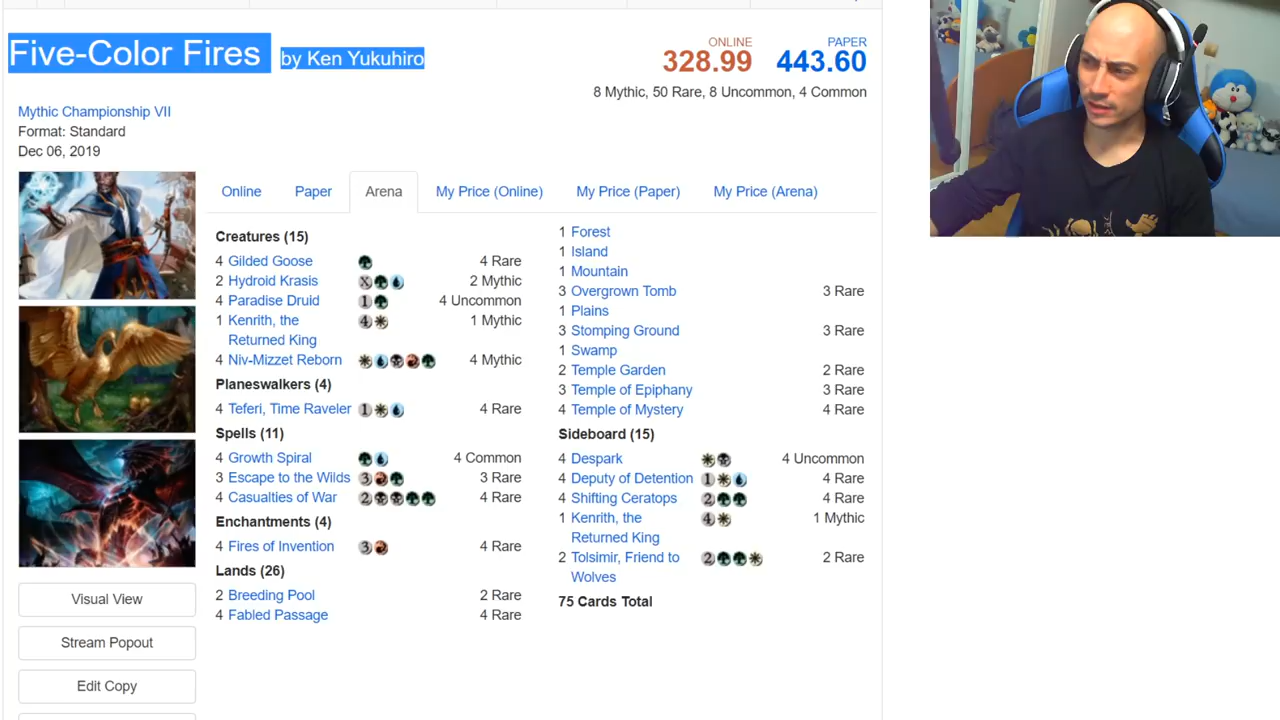 Five-Color Fires by Ken Yukuhiro
ONLINE PAPER
328.99 443.60
8 Mythic, 50 Rare, 8 Uncommon, 4 Common
Mythic Championship VII
Format: Standard
Dec 06, 2019
Online Paper Arena My Price (Online) My Price (Paper) My Price (Arena)
Creatures (15)
4 Gilded Goose 4 Rare
2 Hydroid Krasis X 2 Mythic
4 Paradise Druid 1 4 Uncommon
1 Kenrith, the 4 1 Mythic
Returned King
4 Niv-Mizzet Reborn 4 Mythic
Planeswalkers (4)
4 Teferi, Time Raveler 1 4 Rare
Spells (11)
4 Growth Spiral 4 Common
3 Escape to the Wilds 3 3 Rare
4 Casualties of War 2 4 Rare
Enchantments (4)
4 Fires of Invention 3 4 Rare
Lands (26)
2 Breeding Pool 2 Rare
4 Fabled Passage 4 Rare
1 Forest
1 Island
1 Mountain
3 Overgrown Tomb 3 Rare
1 Plains
3 Stomping Ground 3 Rare
1 Swamp
2 Temple Garden 2 Rare
3 Temple of Epiphany 3 Rare
4 Temple of Mystery 4 Rare
Sideboard (15)
4 Despark 4 Uncommon
4 Deputy of Detention 1 4 Rare
4 Shifting Ceratops 2 4 Rare
1 Kenrith, the 4 1 Mythic
Returned King
2 Tolsimir, Friend to 2 2 Rare
Wolves
75 Cards Total
Visual View
Stream Popout
Edit Copy